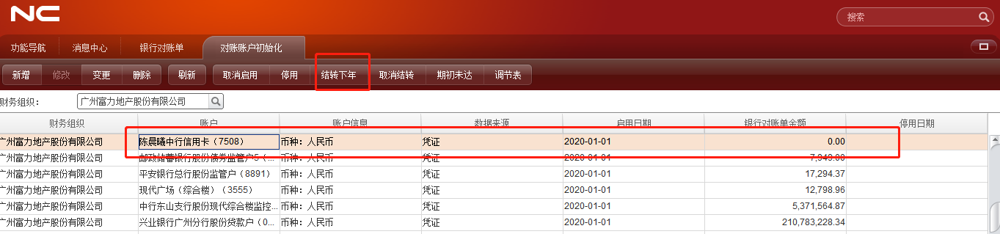 NC
搜索
功能导航 消息中心 银行对账单 对账账户初始化
新增 修改 变更 删除 刷新 取消启用 停用 结转下年 取消结转 期初未达 调节表
财务组织： 广州富力地产股份有限公司
财务组织 账户 账户信息 数据来源 启用日期 银行对账单金额 停用日期
广州富力地产股份有限公司 陈晨曦中行信用卡（7508） 币种：人民币 凭证 2020-01-01 0.00
广州富力地产股份有限公司 邮政储蓄银行股份债券监管户5（... 币种：人民币 凭证 2020-01-01
广州富力地产股份有限公司 平安银行总行股份监管户（8891） 币种：人民币 凭证 2020-01-01 17,294.37
广州富力地产股份有限公司 现代广场（综合楼）（3555） 币种：人民币 凭证 2020-01-01 12,798.96
广州富力地产股份有限公司 中行东山支行股份现代综合楼监控... 币种：人民币 凭证 2020-01-01 5,371,564.87
广州富力地产股份有限公司 兴业银行广州分行股份贷款户（0... 币种：人民币 凭证 2020-01-01 210,783,228.34